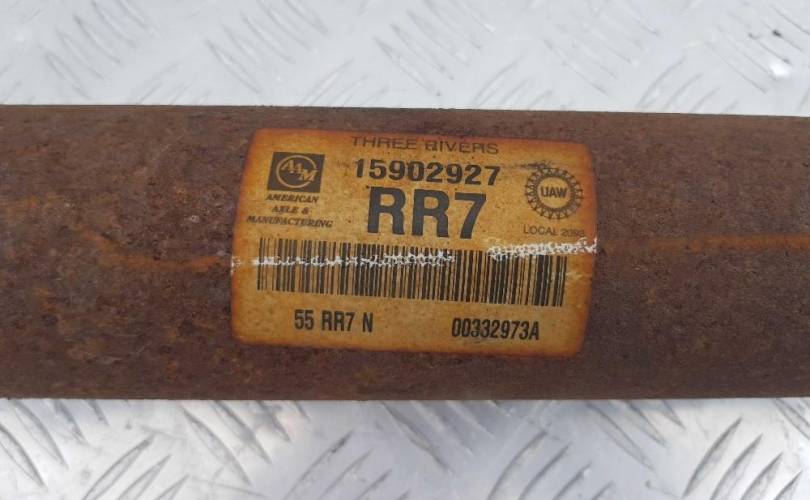 THREE RIVERS
15902927
AAM
AMERICAN
AXLE &
MANUFACTURING
RR7
UAW
LOCAL 2093
55 RR7 N
00332973A